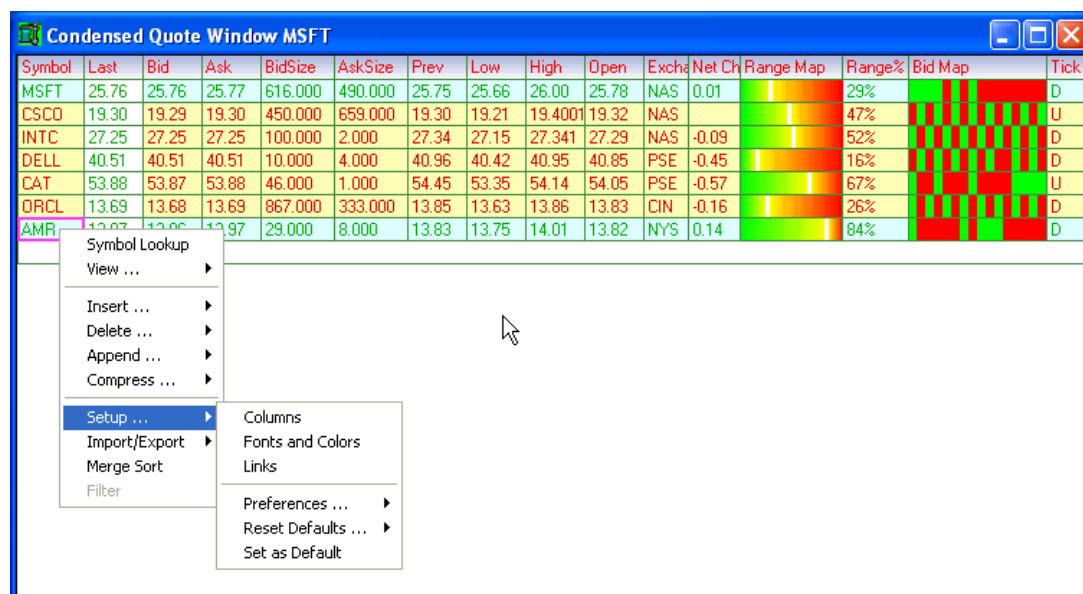 Condensed Quote Window MSFT
Symbol Last Bid Ask BidSize AskSize Prev Low High Open Excha Net Ch Range Map Range% Bid Map Tick
MSFT 25.76 25.76 25.77 616.000 490.000 25.75 25.66 26.00 25.78 NAS 0.01 29% D
CSCO 19.30 19.29 19.30 450.000 659.000 19.30 19.21 19.4001 19.32 NAS 47% U
INTC 27.25 27.25 27.25 100.000 2.000 27.34 27.15 27.341 27.29 NAS -0.09 52% D
DELL 40.51 40.51 40.51 10.000 4.000 40.96 40.42 40.95 40.85 PSE -0.45 16% D
CAT 53.88 53.87 53.88 46.000 1.000 54.45 53.35 54.14 54.05 PSE -0.57 67% U
ORCL 13.69 13.68 13.69 867.000 333.000 13.85 13.63 13.86 13.83 CIN -0.16 26% D
AMR 29.000 8.000 13.83 13.75 14.01 13.82 NYS 0.14 84% D
Symbol Lookup
View ...
Insert ...
Delete ...
Append ...
Compress ...
Setup ...
Import/Export
Merge Sort
Filter
Columns
Fonts and Colors
Links
Preferences ...
Reset Defaults ...
Set as Default